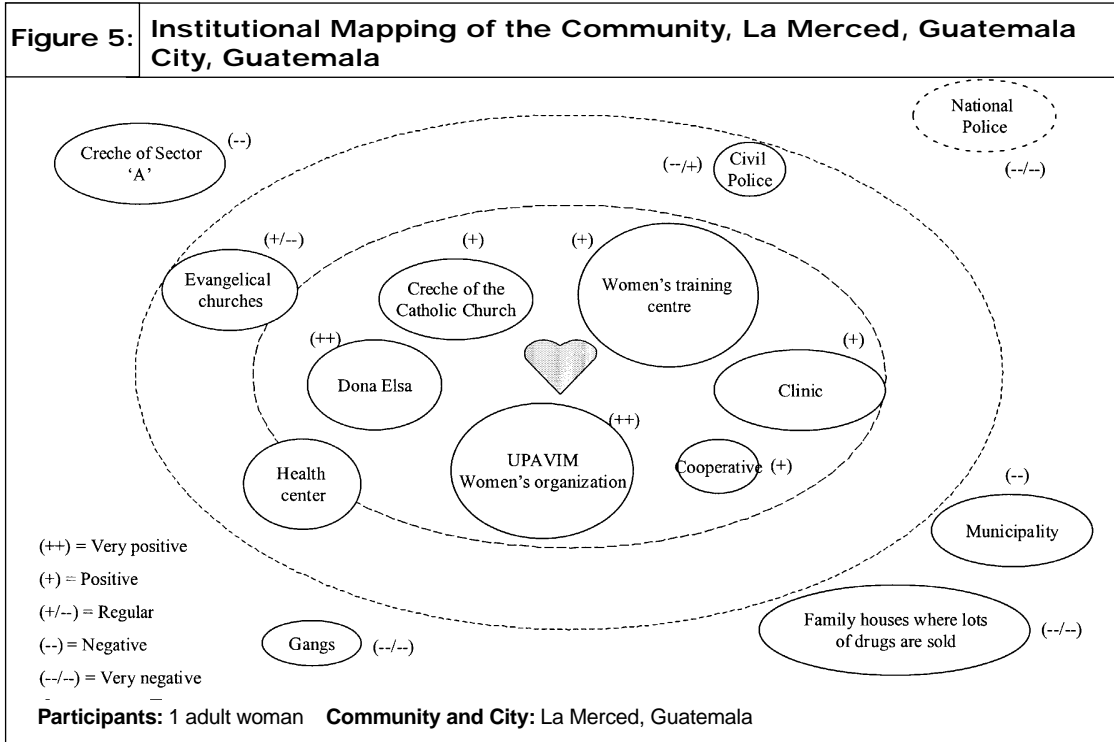 Figure 5:
Institutional Mapping of the Community, La Merced, Guatemala
City, Guatemala
National
Police
(--/--)
Creche of Sector
‘A’
(--)
(--/+)
Civil
Police
(+/--)
Evangelical
churches
(+)
Creche of the
Catholic Church
(+)
Women’s training
centre
(++)
Dona Elsa
(+)
Clinic
(++)
UPAVIM
Women’s organization
Cooperative
(+)
Health
center
(--)
Municipality
Family houses where lots
of drugs are sold
(--/--)
Gangs
(--/--)
(++) = Very positive
(+) = Positive
(+/--) = Regular
(--) = Negative
(--/--) = Very negative
Participants: 1 adult woman Community and City: La Merced, Guatemala